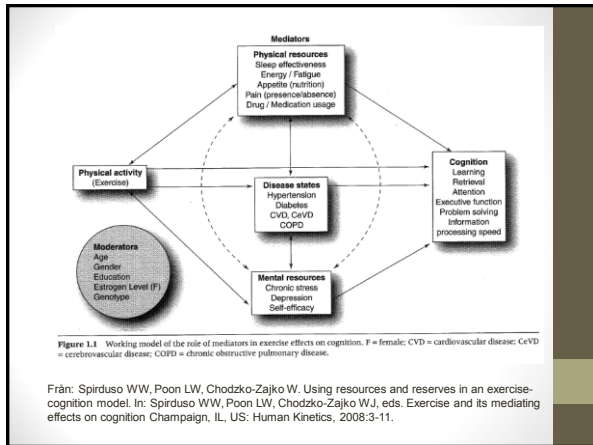 Mediators
Physical resources
Sleep effectiveness
Energy / Fatigue
Appetite (nutrition)
Pain (presence/absence)
Drug / Medication usage
Physical activity
(Exercise)
Disease states
Hypertension
Diabetes
CVD, CeVD
COPD
Cognition
Learning
Retrieval
Attention
Executive function
Problem solving
Information
processing speed
Moderators
Age
Gender
Education
Estrogen Level (F)
Genotype
Mental resources
Chronic stress
Depression
Self-efficacy
Figure 1.1 Working model of the role of mediators in exercise effects on cognition. F = female; CVD = cardiovascular disease; CeVD
= cerebrovascular disease; COPD = chronic obstructive pulmonary disease.
Från: Spirduso WW, Poon LW, Chodzko-Zajko W. Using resources and reserves in an exercise-
cognition model. In: Spirduso WW, Poon LW, Chodzko-Zajko WJ, eds. Exercise and its mediating
effects on cognition Champaign, IL, US: Human Kinetics, 2008:3-11.